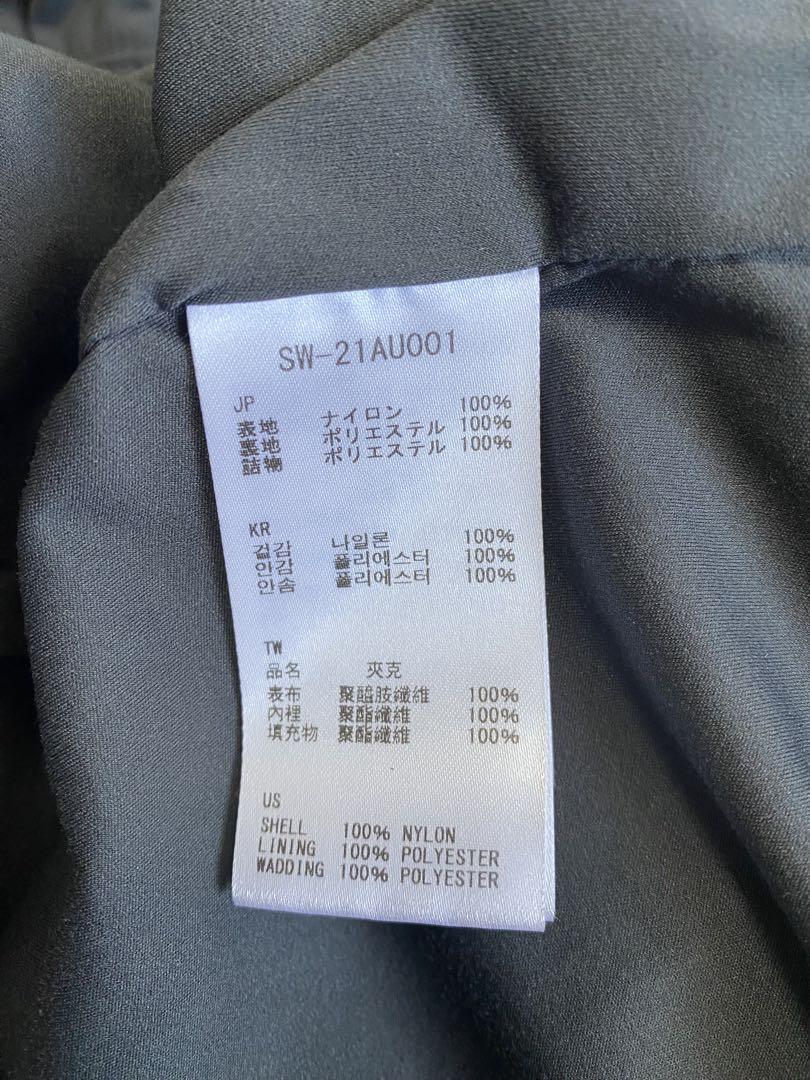 SW-21AU001
JP
表地 ナイロン 100%
裏地 ポリエステル 100%
詰物 ポリエステル 100%
KR
겉감 나일론 100%
안감 폴리에스터 100%
안솜 폴리에스터 100%
TW
品名 夾克
表布 聚醯胺纖維 100%
內裡 聚酯纖維 100%
填充物 聚酯纖維 100%
US
SHELL 100% NYLON
LINING 100% POLYESTER
WADDING 100% POLYESTER